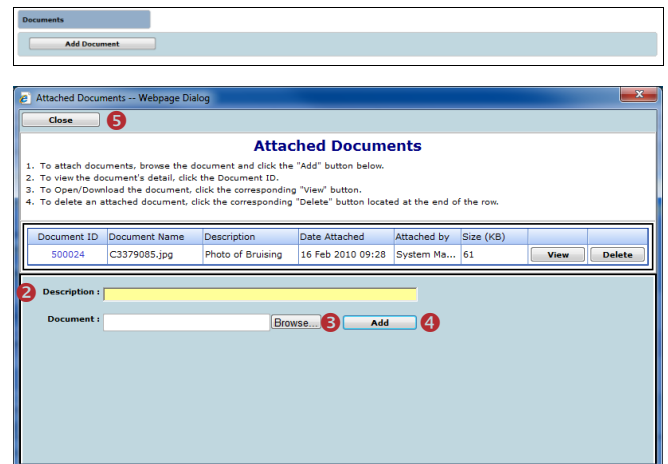 Documents
Add Document
Attached Documents -- Webpage Dialog
X
Close 5
Attached Documents
1. To attach documents, browse the document and click the "Add" button below.
2. To view the document's detail, click the Document ID.
3. To Open/Download the document, click the corresponding "View" button.
4. To delete an attached document, click the corresponding "Delete" button located at the end of the row.
Document ID Document Name Description Date Attached Attached by Size (KB)
500024 C3379085.jpg Photo of Bruising 16 Feb 2010 09:28 System Ma... 61 View Delete
2 Description :
Document : Browse... 3 Add 4